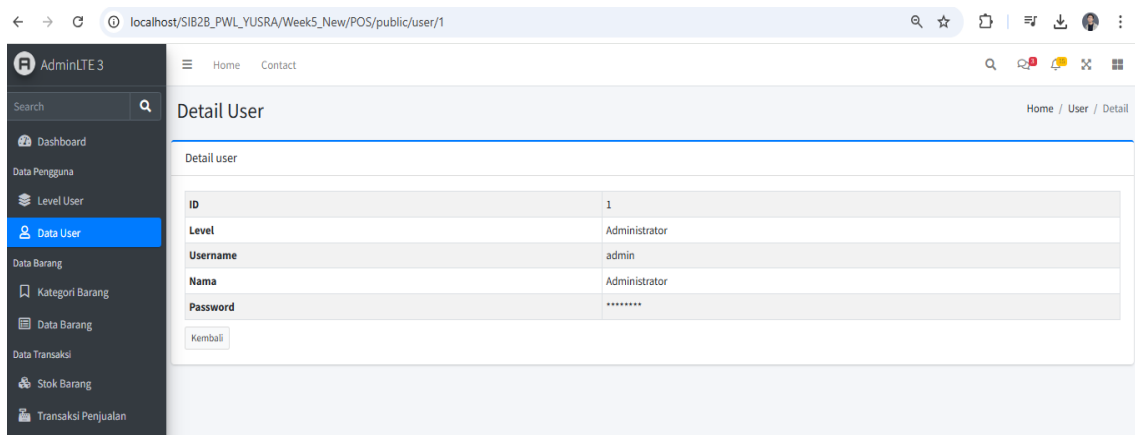 localhost/SIB2B_PWL_YUSRA/Week5_New/POS/public/user/1
AdminLTE 3
Home Contact
3
Search
Detail User
Home / User / Detail
Dashboard
Detail user
Data Pengguna
Level User
ID 1
Level Administrator
Data User
Username admin
Data Barang
Nama Administrator
Kategori Barang
Password ********
Data Barang
Kembali
Data Transaksi
Stok Barang
Transaksi Penjualan